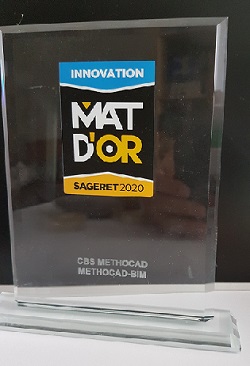 INNOVATION
MAT
D'OR
SAGERET 2020
CBS METHOCAD
METHOCAD-BIM